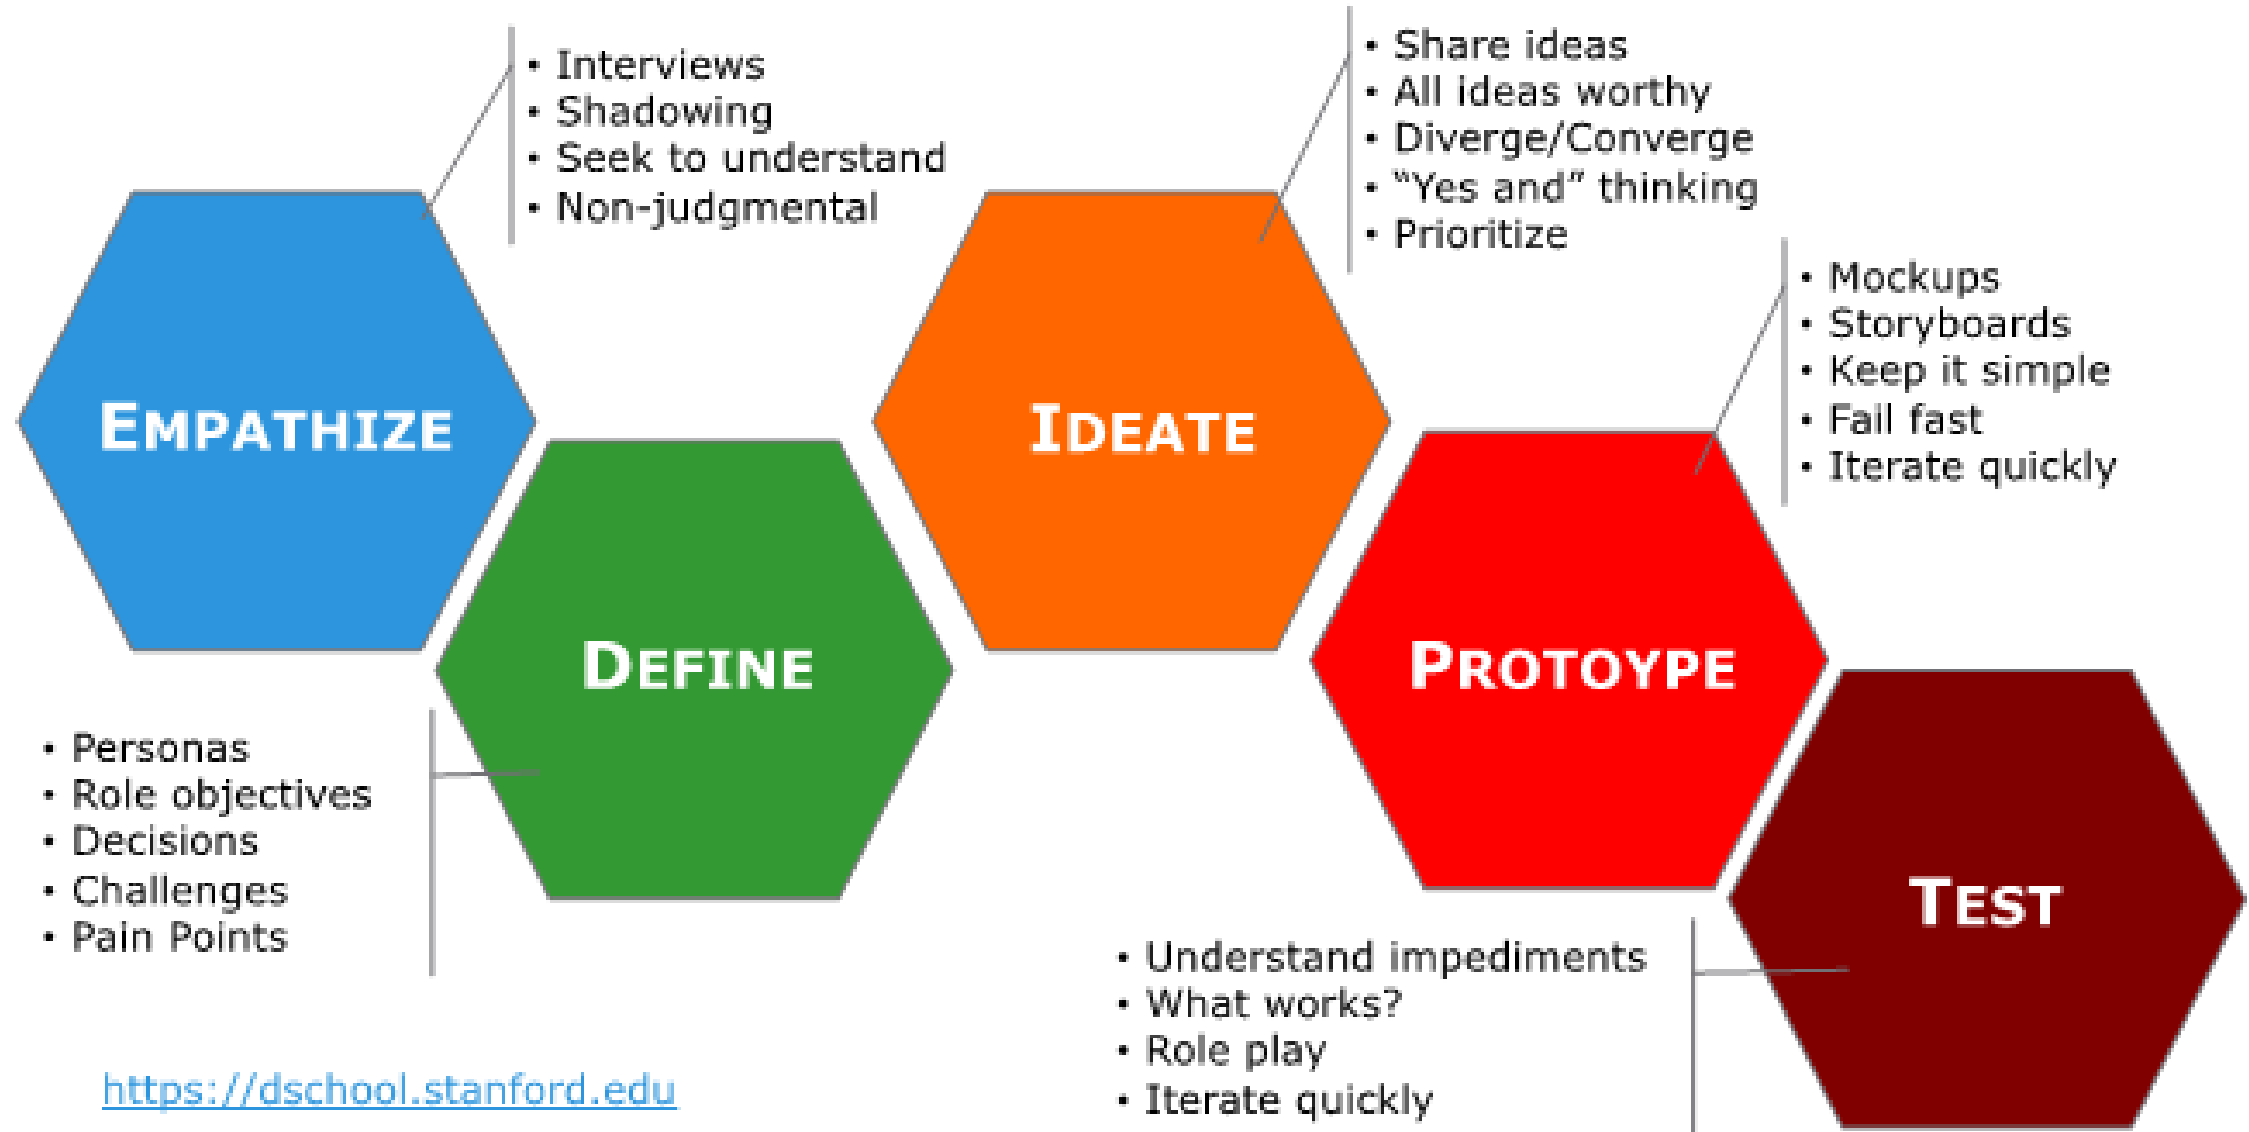 • Interviews
• Shadowing
• Seek to understand
• Non-judgmental
EMPATHIZE
• Personas
• Role objectives
• Decisions
• Challenges
• Pain Points
DEFINE
• Share ideas
• All ideas worthy
• Diverge/Converge
• “Yes and” thinking
• Prioritize
IDEATE
• Mockups
• Storyboards
• Keep it simple
• Fail fast
• Iterate quickly
PROTOYPE
• Understand impediments
• What works?
• Role play
• Iterate quickly
TEST
https://dschool.stanford.edu